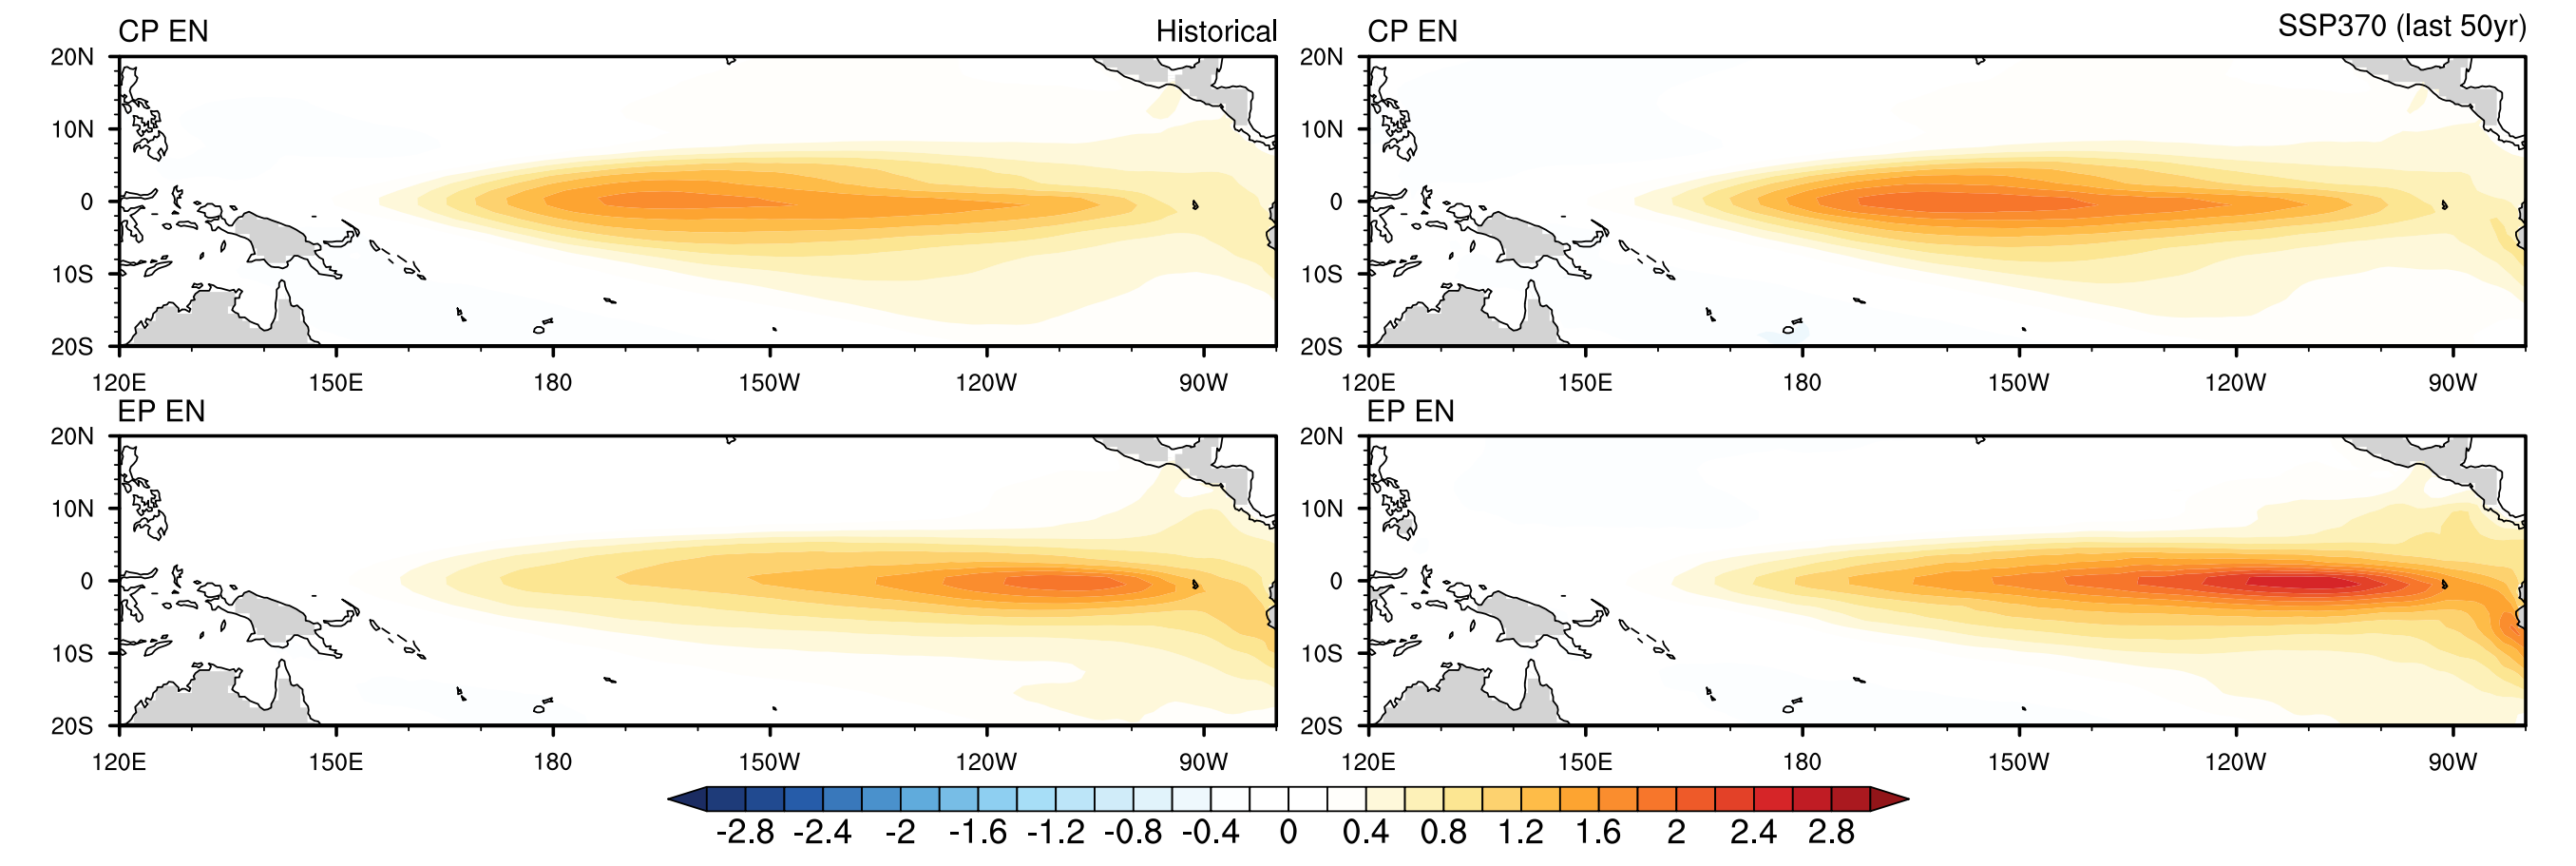 CP EN Historical
20N
10N
0
10S
20S
120E 150E 180 150W 120W 90W
CP EN SSP370 (last 50yr)
20N
10N
0
10S
20S
120E 150E 180 150W 120W 90W
EP EN
20N
10N
0
10S
20S
120E 150E 180 150W 120W 90W
EP EN
20N
10N
0
10S
20S
120E 150E 180 150W 120W 90W
-2.8 -2.4 -2 -1.6 -1.2 -0.8 -0.4 0 0.4 0.8 1.2 1.6 2 2.4 2.8